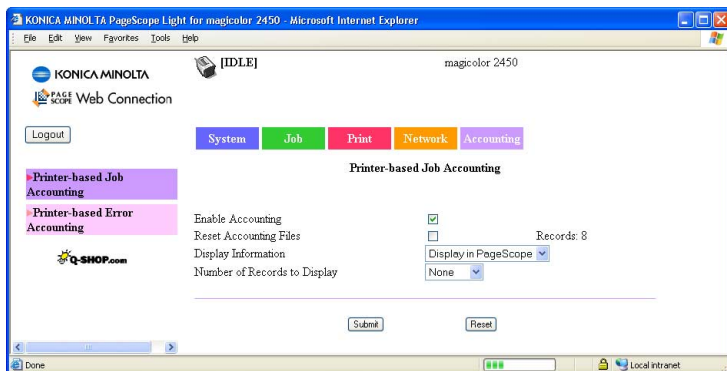 KONICA MINOLTA PageScope Light for magicolor 2450 - Microsoft Internet Explorer
File Edit View Favorites Tools Help
KONICA MINOLTA
PAGE SCOPE Web Connection
[IDLE]
magicolor 2450
Logout
System Job Print Network Accounting
Printer-based Job Accounting
Printer-based Error Accounting
Q-SHOP.com
Printer-based Job Accounting
Enable Accounting
Reset Accounting Files Records: 8
Display Information Display in PageScope
Number of Records to Display None
Submit Reset
Done Local intranet